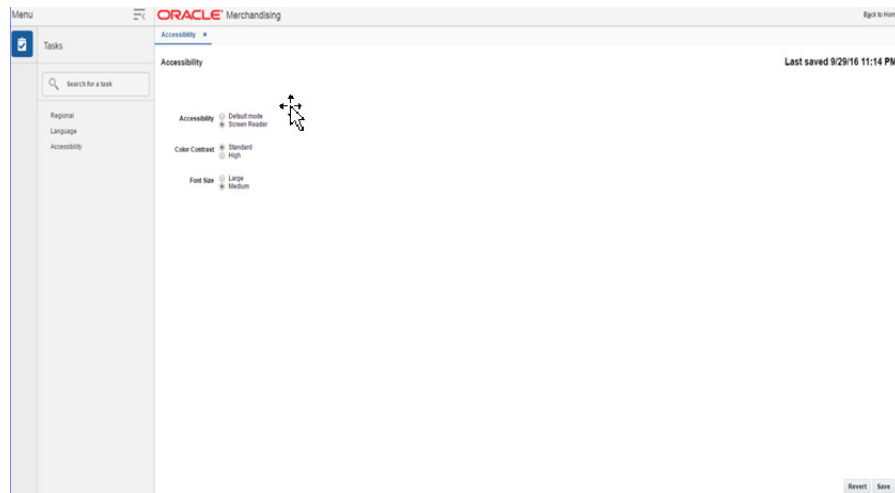 Menu
ORACLE® Merchandising
Back to Hom
Tasks
Search for a task
Regional
Language
Accessibility
Accessibility ×
Accessibility
Last saved 9/29/16 11:14 PM
Accessibility
Default mode
Screen Reader
Color Contrast
Standard
High
Font Size
Large
Medium
Revert
Save